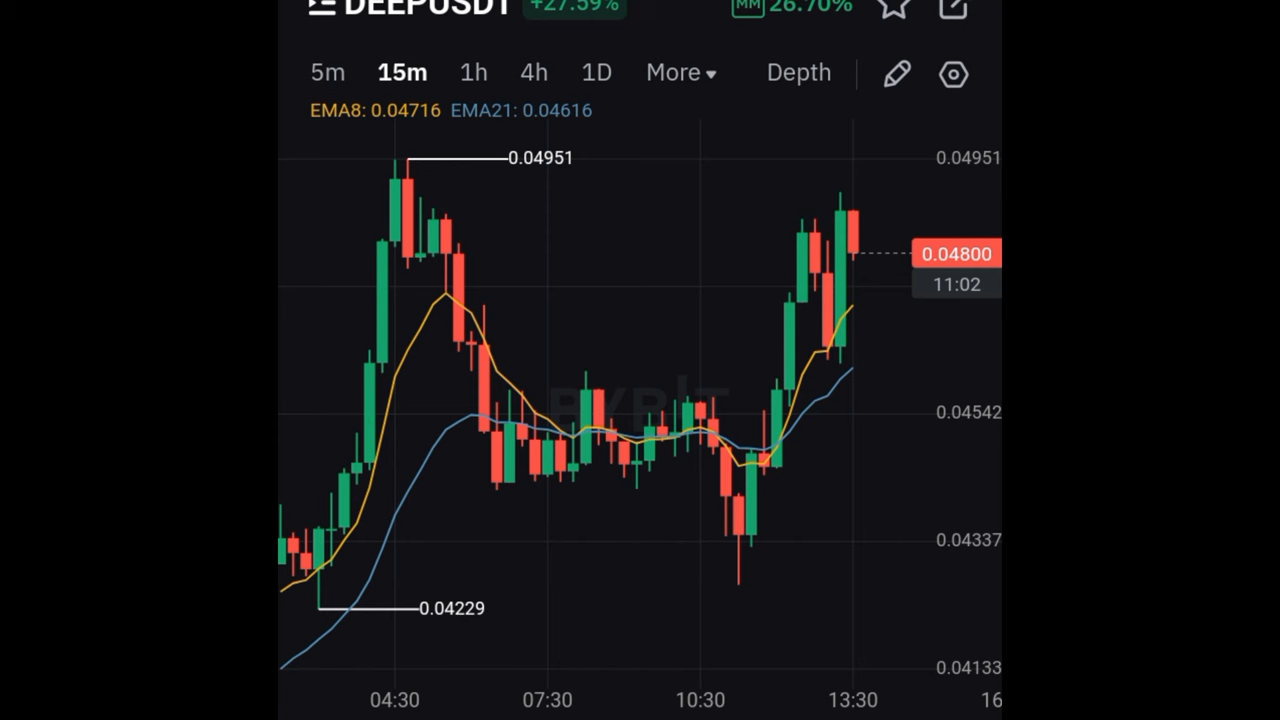 DEEPUSDT +27.59% MM 26.70%
5m 15m 1h 4h 1D More Depth
EMA8: 0.04716 EMA21: 0.04616
0.04951 0.04951
0.04800
11:02
BYBIT
0.04542
0.04337
0.04229
0.04133
04:30 07:30 10:30 13:30 16